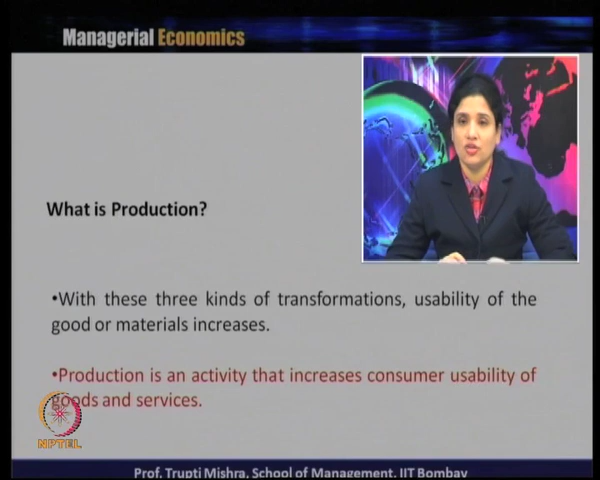 Managerial Economics
What is Production?
•With these three kinds of transformations, usability of the
good or materials increases.
•Production is an activity that increases consumer usability of
goods and services.
NPTEL
Prof. Trupti Mishra, School of Management, IIT Bombay